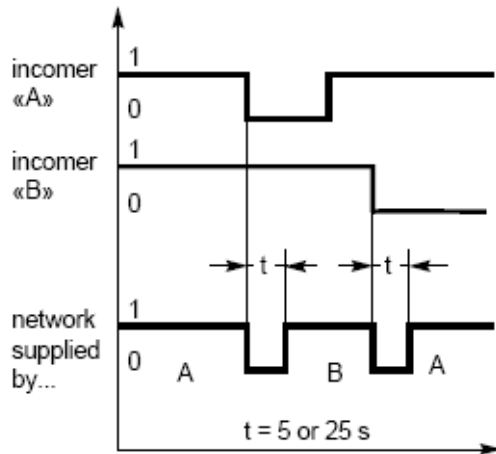 1
incomer
«A»
0
1
incomer
«B»
0
t
t
1
network
supplied
by...
0
A
B
A
t = 5 or 25 s